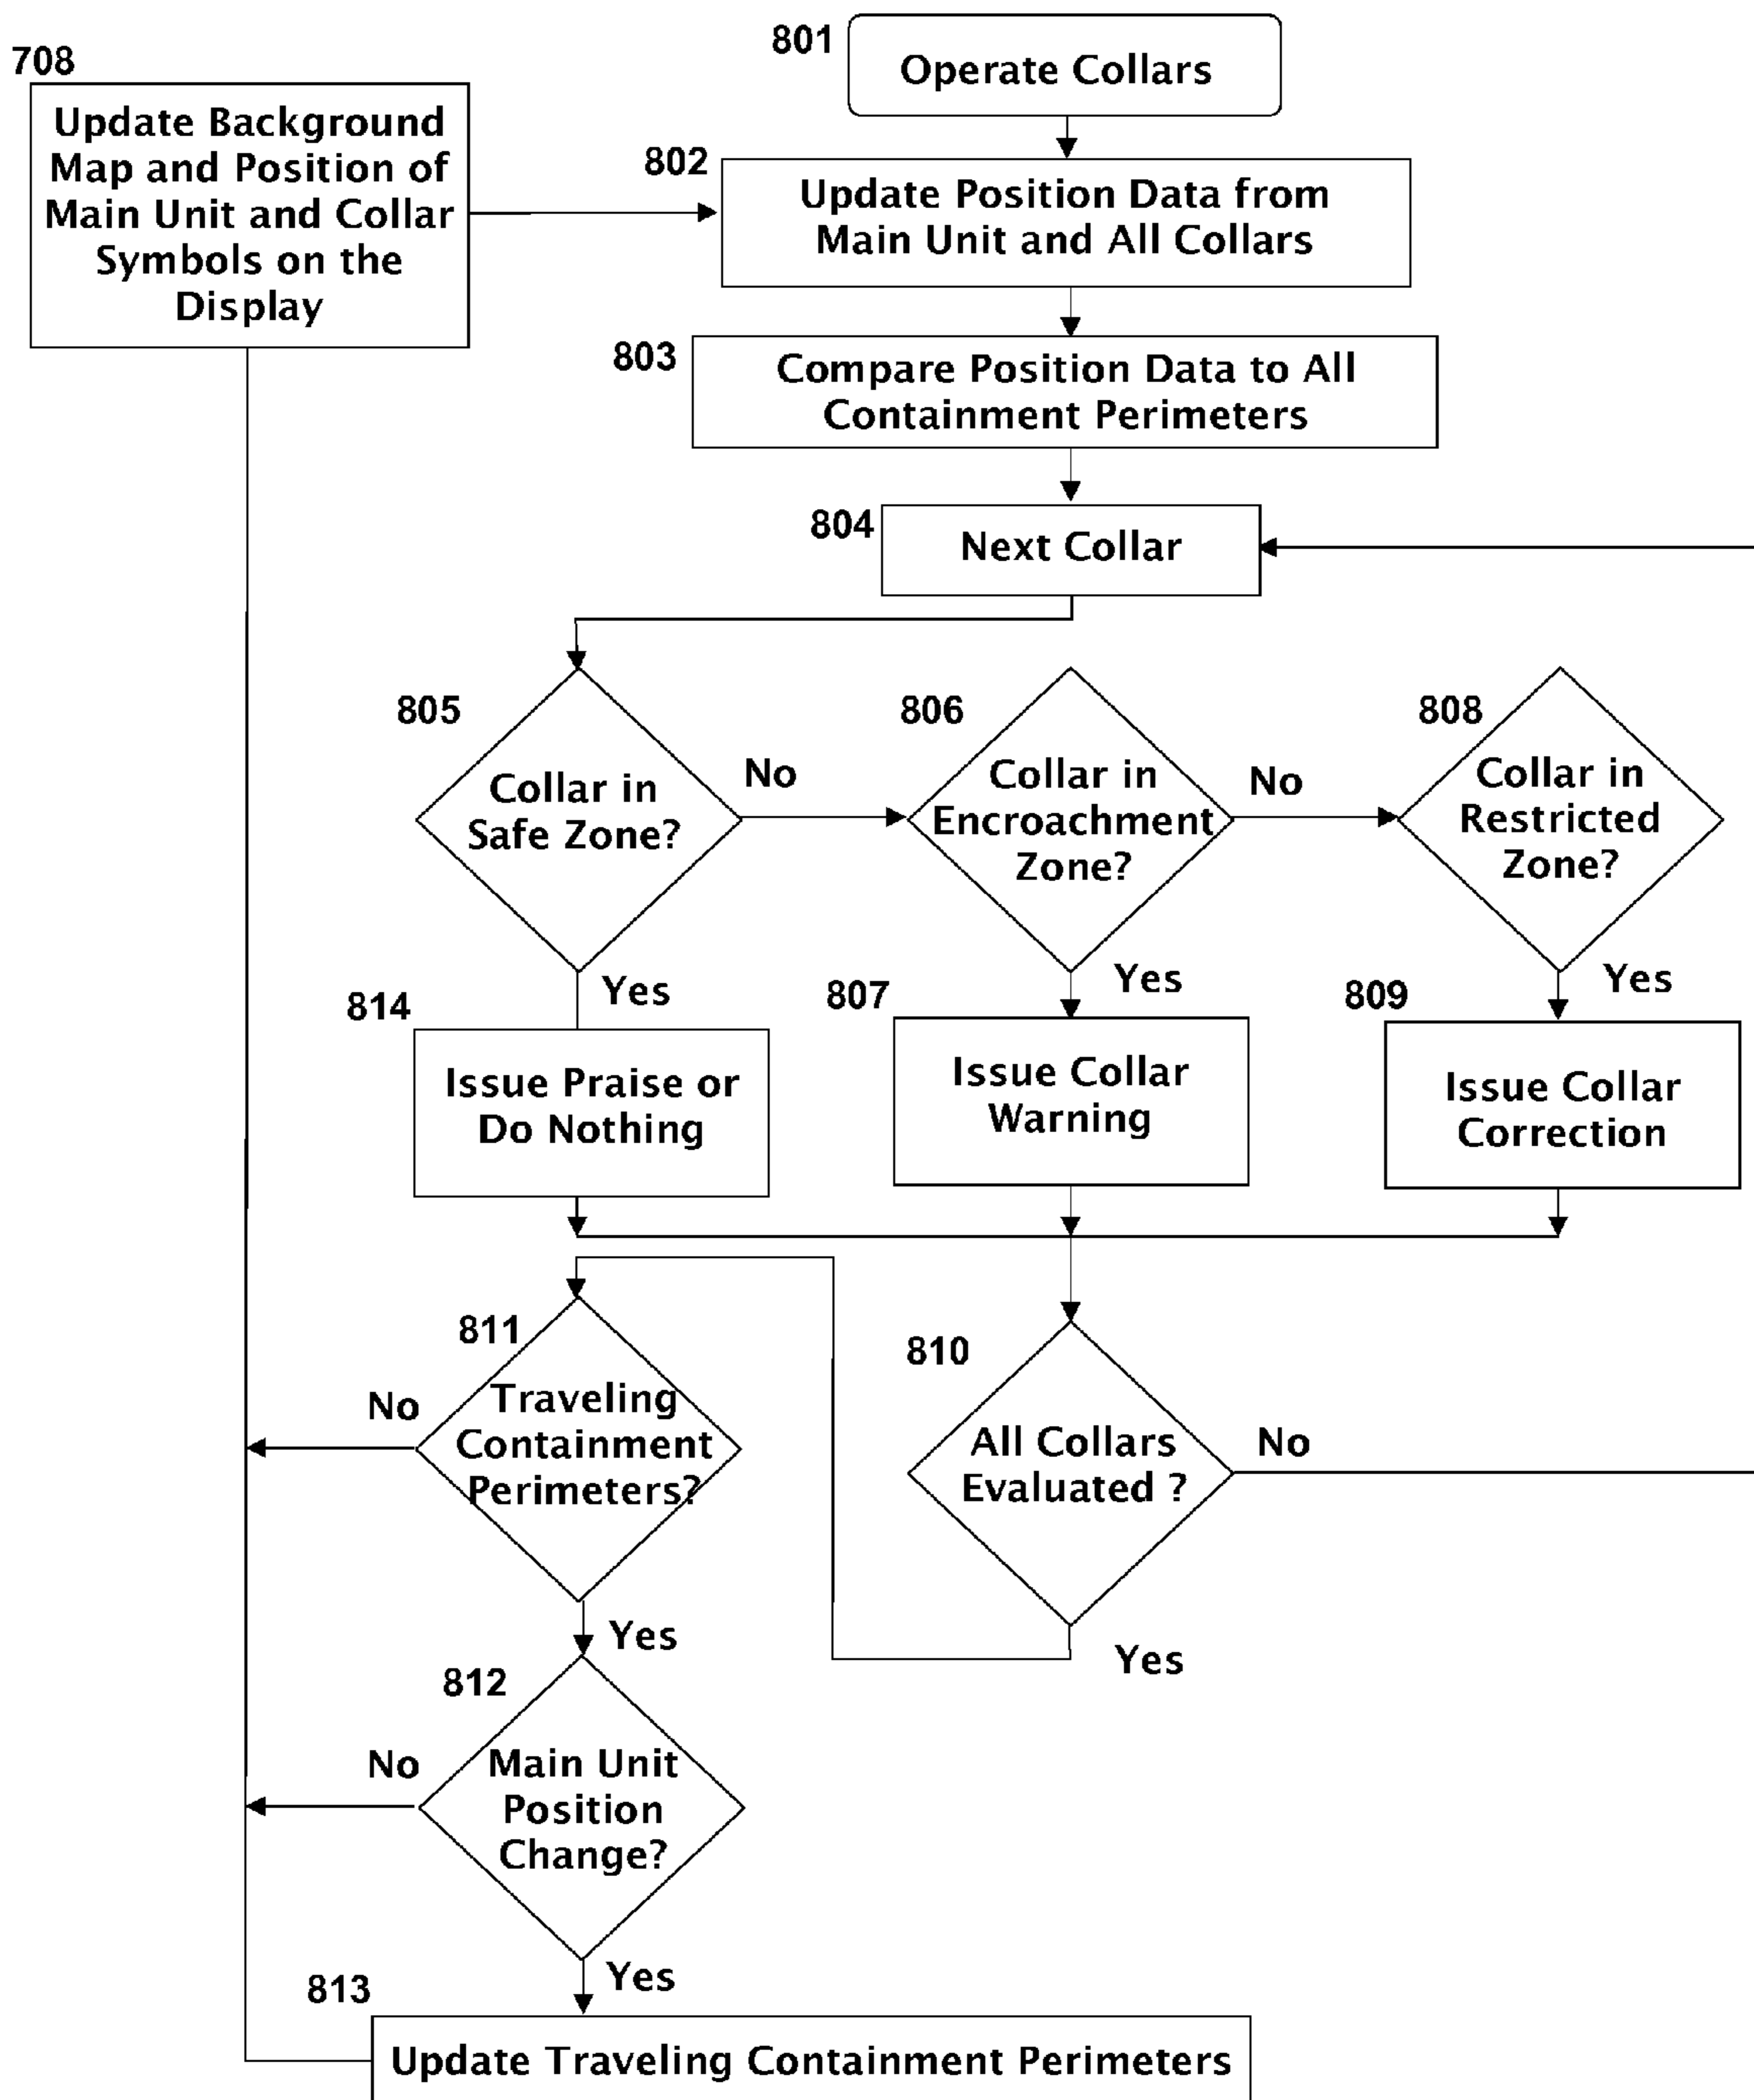 801
Operate Collars
708
Update Background
Map and Position of
Main Unit and Collar
Symbols on the
Display
802
Update Position Data from
Main Unit and All Collars
803
Compare Position Data to All
Containment Perimeters
804
Next Collar
805
Collar in
Safe Zone?
No
806
Collar in
Encroachment
Zone?
No
808
Collar in
Restricted
Zone?
Yes
Yes
Yes
814
Issue Praise or
Do Nothing
807
Issue Collar
Warning
809
Issue Collar
Correction
811
Traveling
Containment
Perimeters?
No
810
All Collars
Evaluated ?
No
Yes
Yes
812
Main Unit
Position
Change?
No
Yes
813
Update Traveling Containment Perimeters